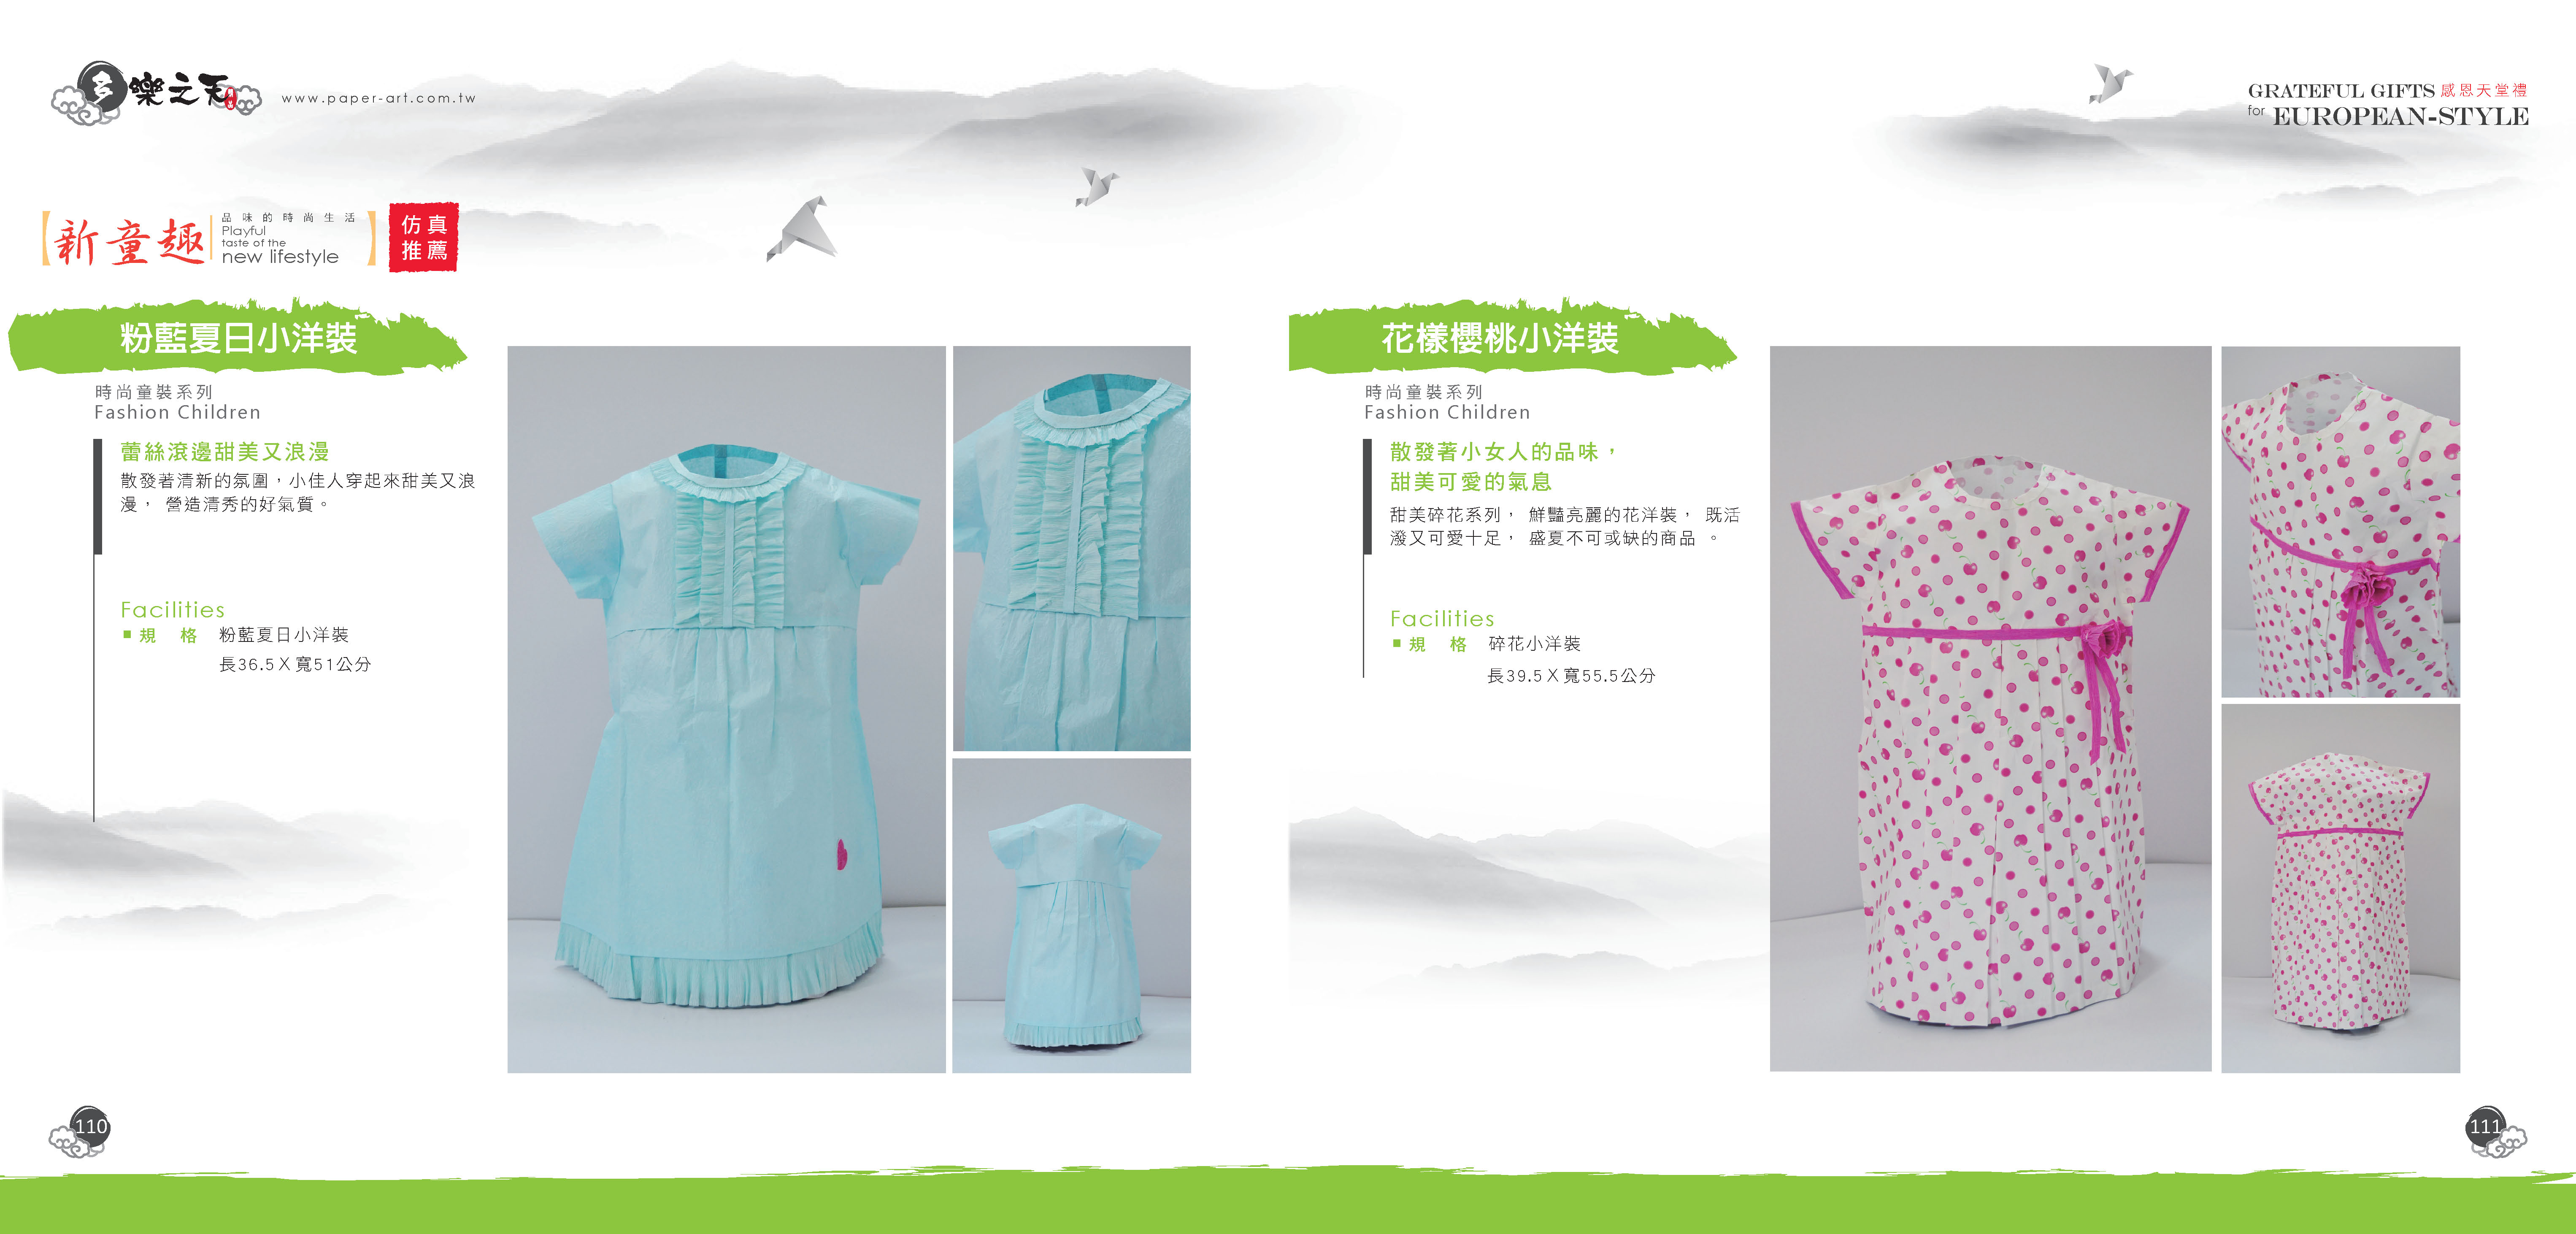 多樂之天
www.paper-art.com.tw
GRATEFUL GIFTS 感恩天堂禮
for EUROPEAN-STYLE
新童趣
品味的時尚生活
Playful
taste of the
new lifestyle
仿真
推薦
粉藍夏日小洋裝
時尚童裝系列
Fashion Children
蕾絲滾邊甜美又浪漫
散發著清新的氛圍，小佳人穿起來甜美又浪
漫， 營造清秀的好氣質。
Facilities
■規 格 粉藍夏日小洋裝
長36.5X寬51公分
花樣櫻桃小洋裝
時尚童裝系列
Fashion Children
散發著小女人的品味，
甜美可愛的氣息
甜美碎花系列， 鮮豔亮麗的花洋裝， 既活
潑又可愛十足， 盛夏不可或缺的商品 。
Facilities
■規 格 碎花小洋裝
長39.5X寬55.5公分
110
111